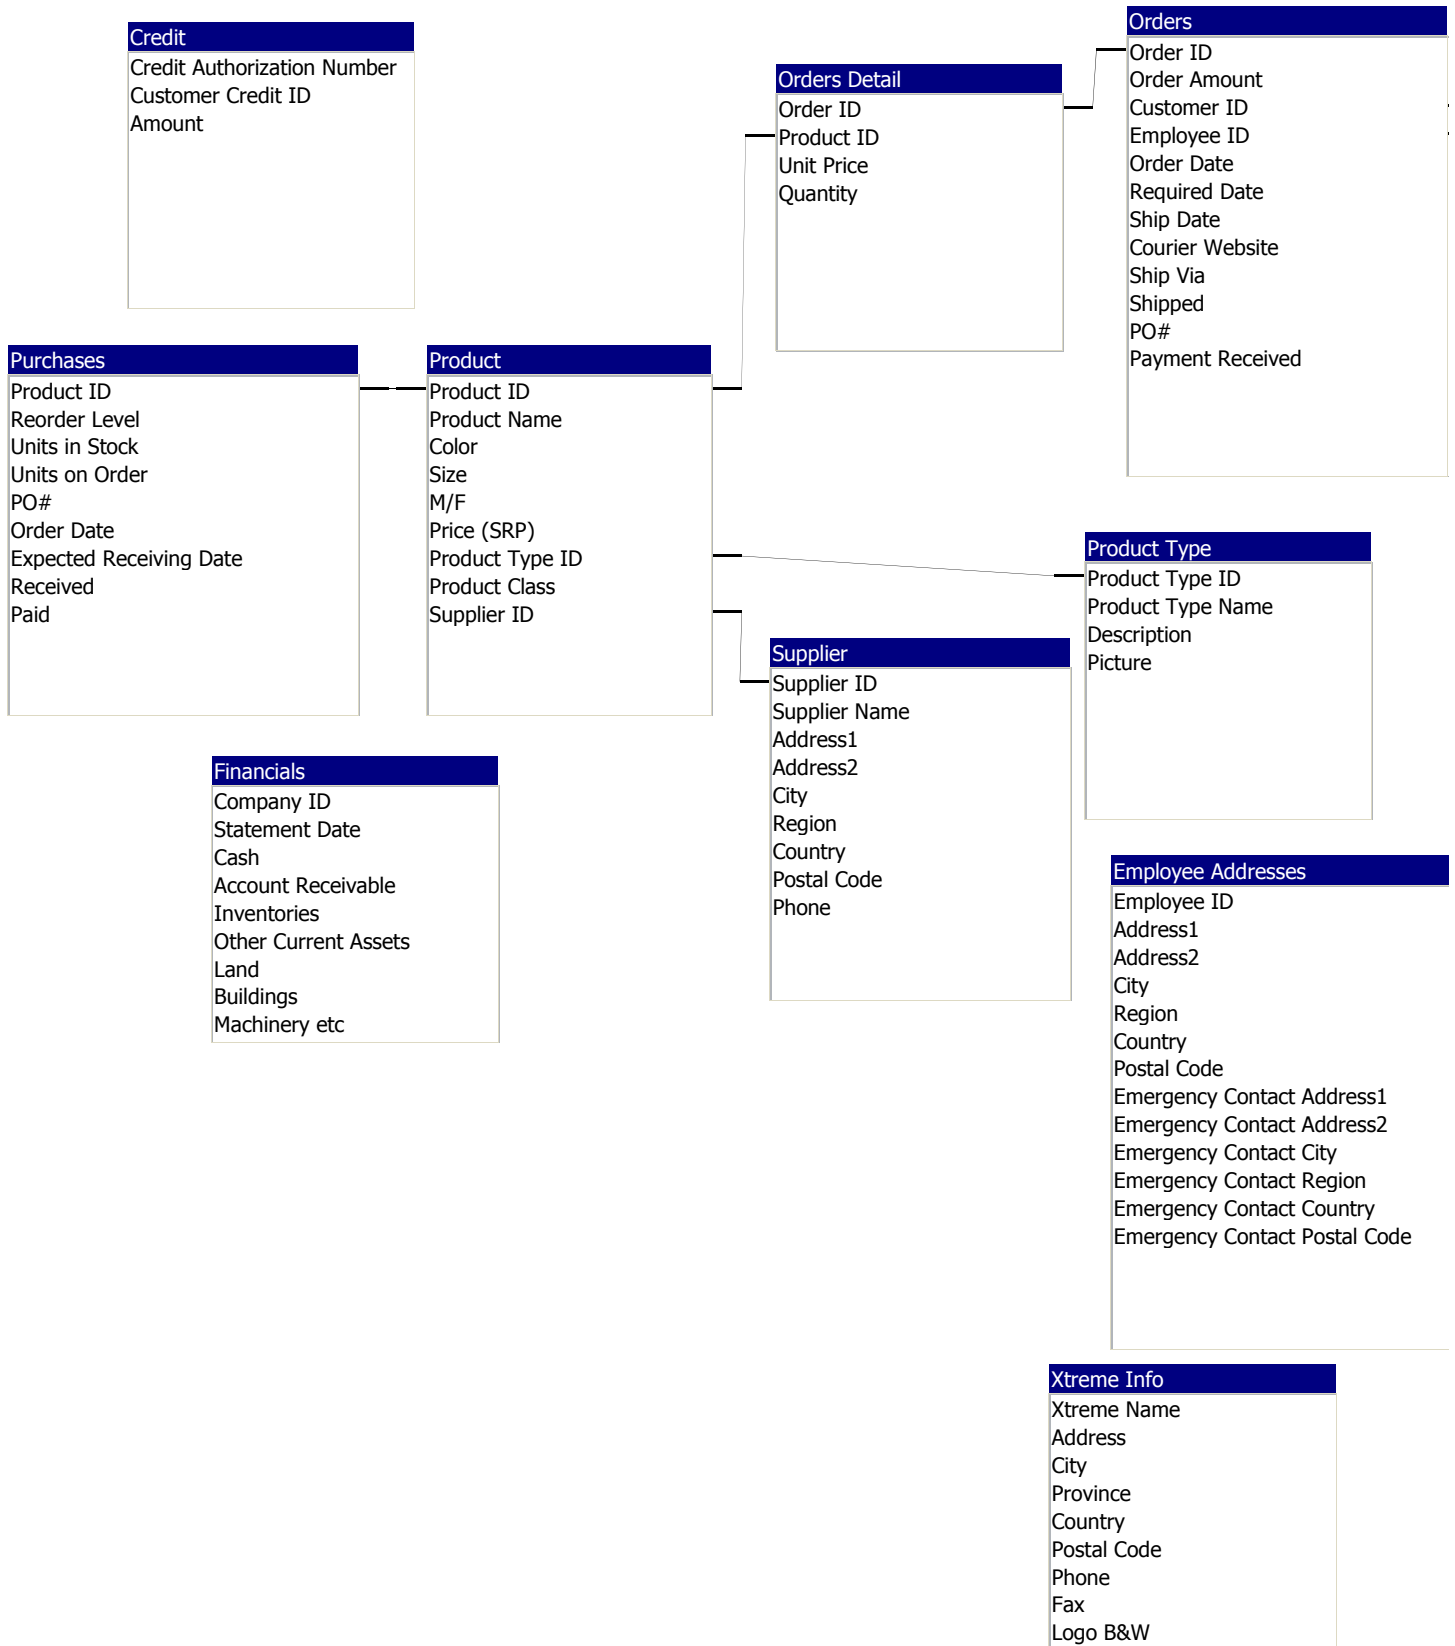 Credit
Credit Authorization Number
Customer Credit ID
Amount
Orders Detail
Order ID
Product ID
Unit Price
Quantity
Orders
Order ID
Order Amount
Customer ID
Employee ID
Order Date
Required Date
Ship Date
Courier Website
Ship Via
Shipped
PO#
Payment Received
Purchases
Product ID
Reorder Level
Units in Stock
Units on Order
PO#
Order Date
Expected Receiving Date
Received
Paid
Product
Product ID
Product Name
Color
Size
M/F
Price (SRP)
Product Type ID
Product Class
Supplier ID
Product Type
Product Type ID
Product Type Name
Description
Picture
Supplier
Supplier ID
Supplier Name
Address1
Address2
City
Region
Country
Postal Code
Phone
Financials
Company ID
Statement Date
Cash
Account Receivable
Inventories
Other Current Assets
Land
Buildings
Machinery etc
Employee Addresses
Employee ID
Address1
Address2
City
Region
Country
Postal Code
Emergency Contact Address1
Emergency Contact Address2
Emergency Contact City
Emergency Contact Region
Emergency Contact Country
Emergency Contact Postal Code
Xtreme Info
Xtreme Name
Address
City
Province
Country
Postal Code
Phone
Fax
Logo B&W